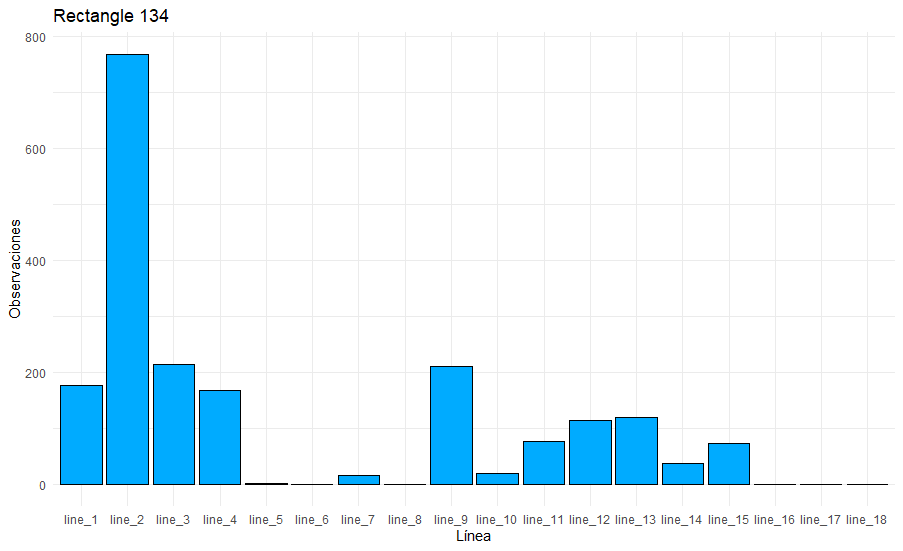 Rectangle 134
800
600
400
200
0
Observaciones
line_1 line_2 line_3 line_4 line_5 line_6 line_7 line_8 line_9 line_10 line_11 line_12 line_13 line_14 line_15 line_16 line_17 line_18
Línea